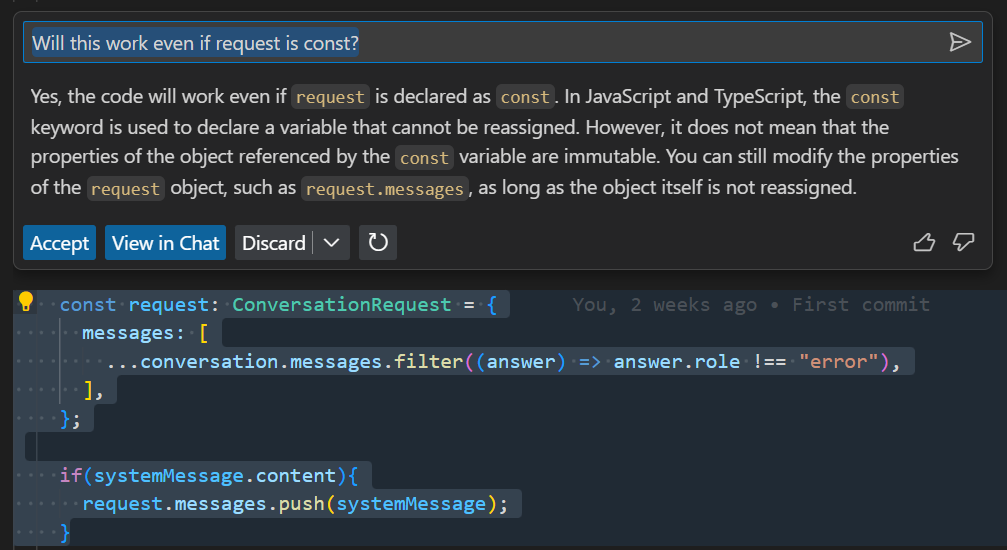 Will this work even if request is const?
Yes, the code will work even if request is declared as const. In JavaScript and TypeScript, the const
keyword is used to declare a variable that cannot be reassigned. However, it does not mean that the
properties of the object referenced by the const variable are immutable. You can still modify the properties
of the request object, such as request.messages, as long as the object itself is not reassigned.
Accept View in Chat Discard
const request: ConversationRequest = { You, 2 weeks ago • First commit
messages: [
...conversation.messages.filter((answer) => answer.role !== "error"),
],
};
if(systemMessage.content){
request.messages.push(systemMessage);
}